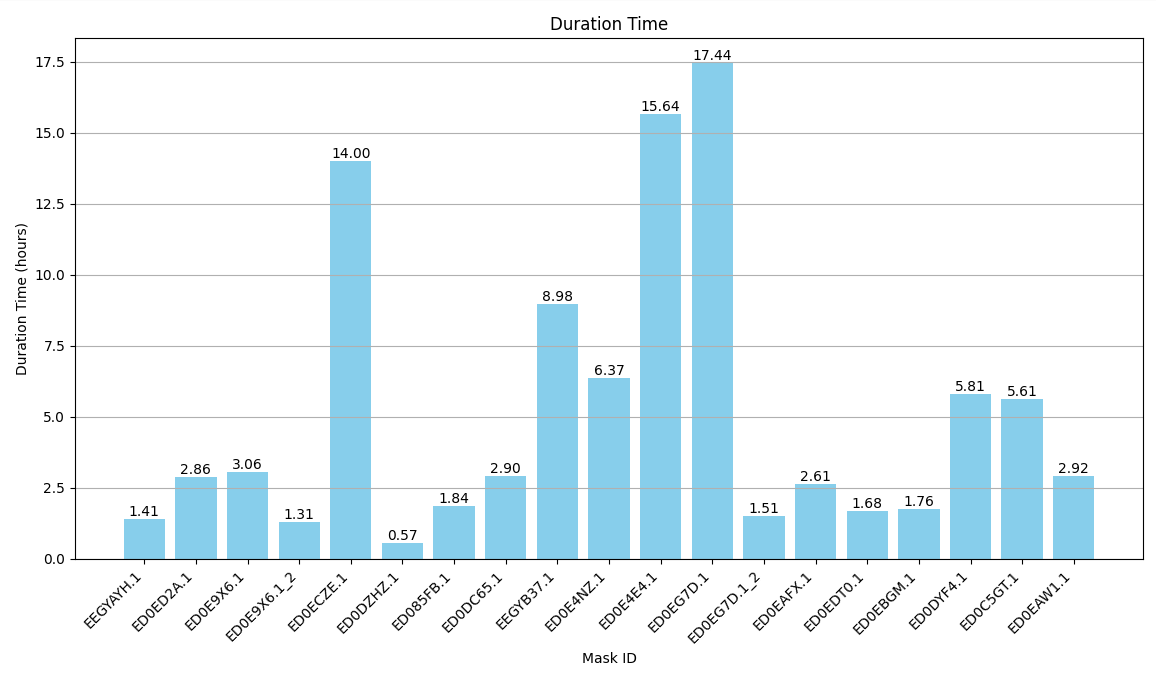 Duration Time
17.5
15.0
12.5
10.0
7.5
5.0
2.5
0.0
Duration Time (hours)
1.41
2.86
3.06
1.31
14.00
0.57
1.84
2.90
8.98
6.37
15.64
17.44
1.51
2.61
1.68
1.76
5.81
5.61
2.92
EEGYAYH.1
ED0ED2A.1
ED0E9X6.1
ED0E9X6.1_2
ED0ECZE.1
ED0DZHZ.1
ED085FB.1
ED0DC65.1
EEGYB37.1
ED0E4NZ.1
ED0E4E4.1
ED0EG7D.1
ED0EG7D.1_2
ED0EAFX.1
ED0EDT0.1
ED0EBGM.1
ED0DYF4.1
ED0C5GT.1
ED0EAW1.1
Mask ID